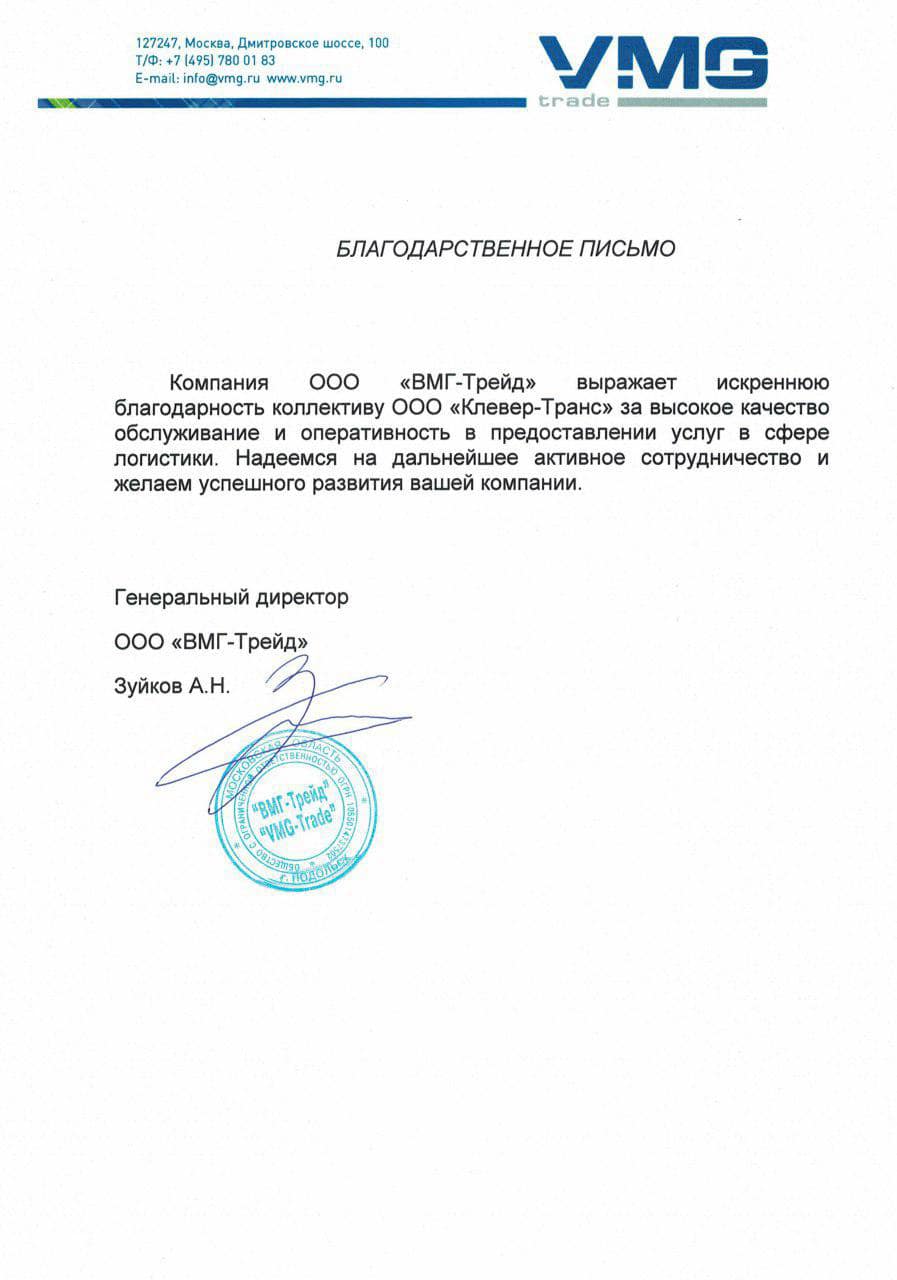 127247, Москва, Дмитровское шоссе, 100
Т/Ф: +7 (495) 780 01 83
E-mail: info@vmg.ru www.vmg.ru
VMG
trade
БЛАГОДАРСТВЕННОЕ ПИСЬМО
Компания ООО «ВМГ-Трейд» выражает искреннюю
благодарность коллективу ООО «Клевер-Транс» за высокое качество
обслуживание и оперативность в предоставлении услуг в сфере
логистики. Надеемся на дальнейшее активное сотрудничество и
желаем успешного развития вашей компании.
Генеральный директор
ООО «ВМГ-Трейд»
Зуйков А.Н.
МОСКОВСКАЯ ОБЛАСТЬ
ОБЩЕСТВО С ОГРАНИЧЕННОЙ ОТВЕТСТВЕННОСТЬЮ ОГРН
"ВМГ-Трейд"
"VMG-Trade"
г. ПОДОЛЬСК